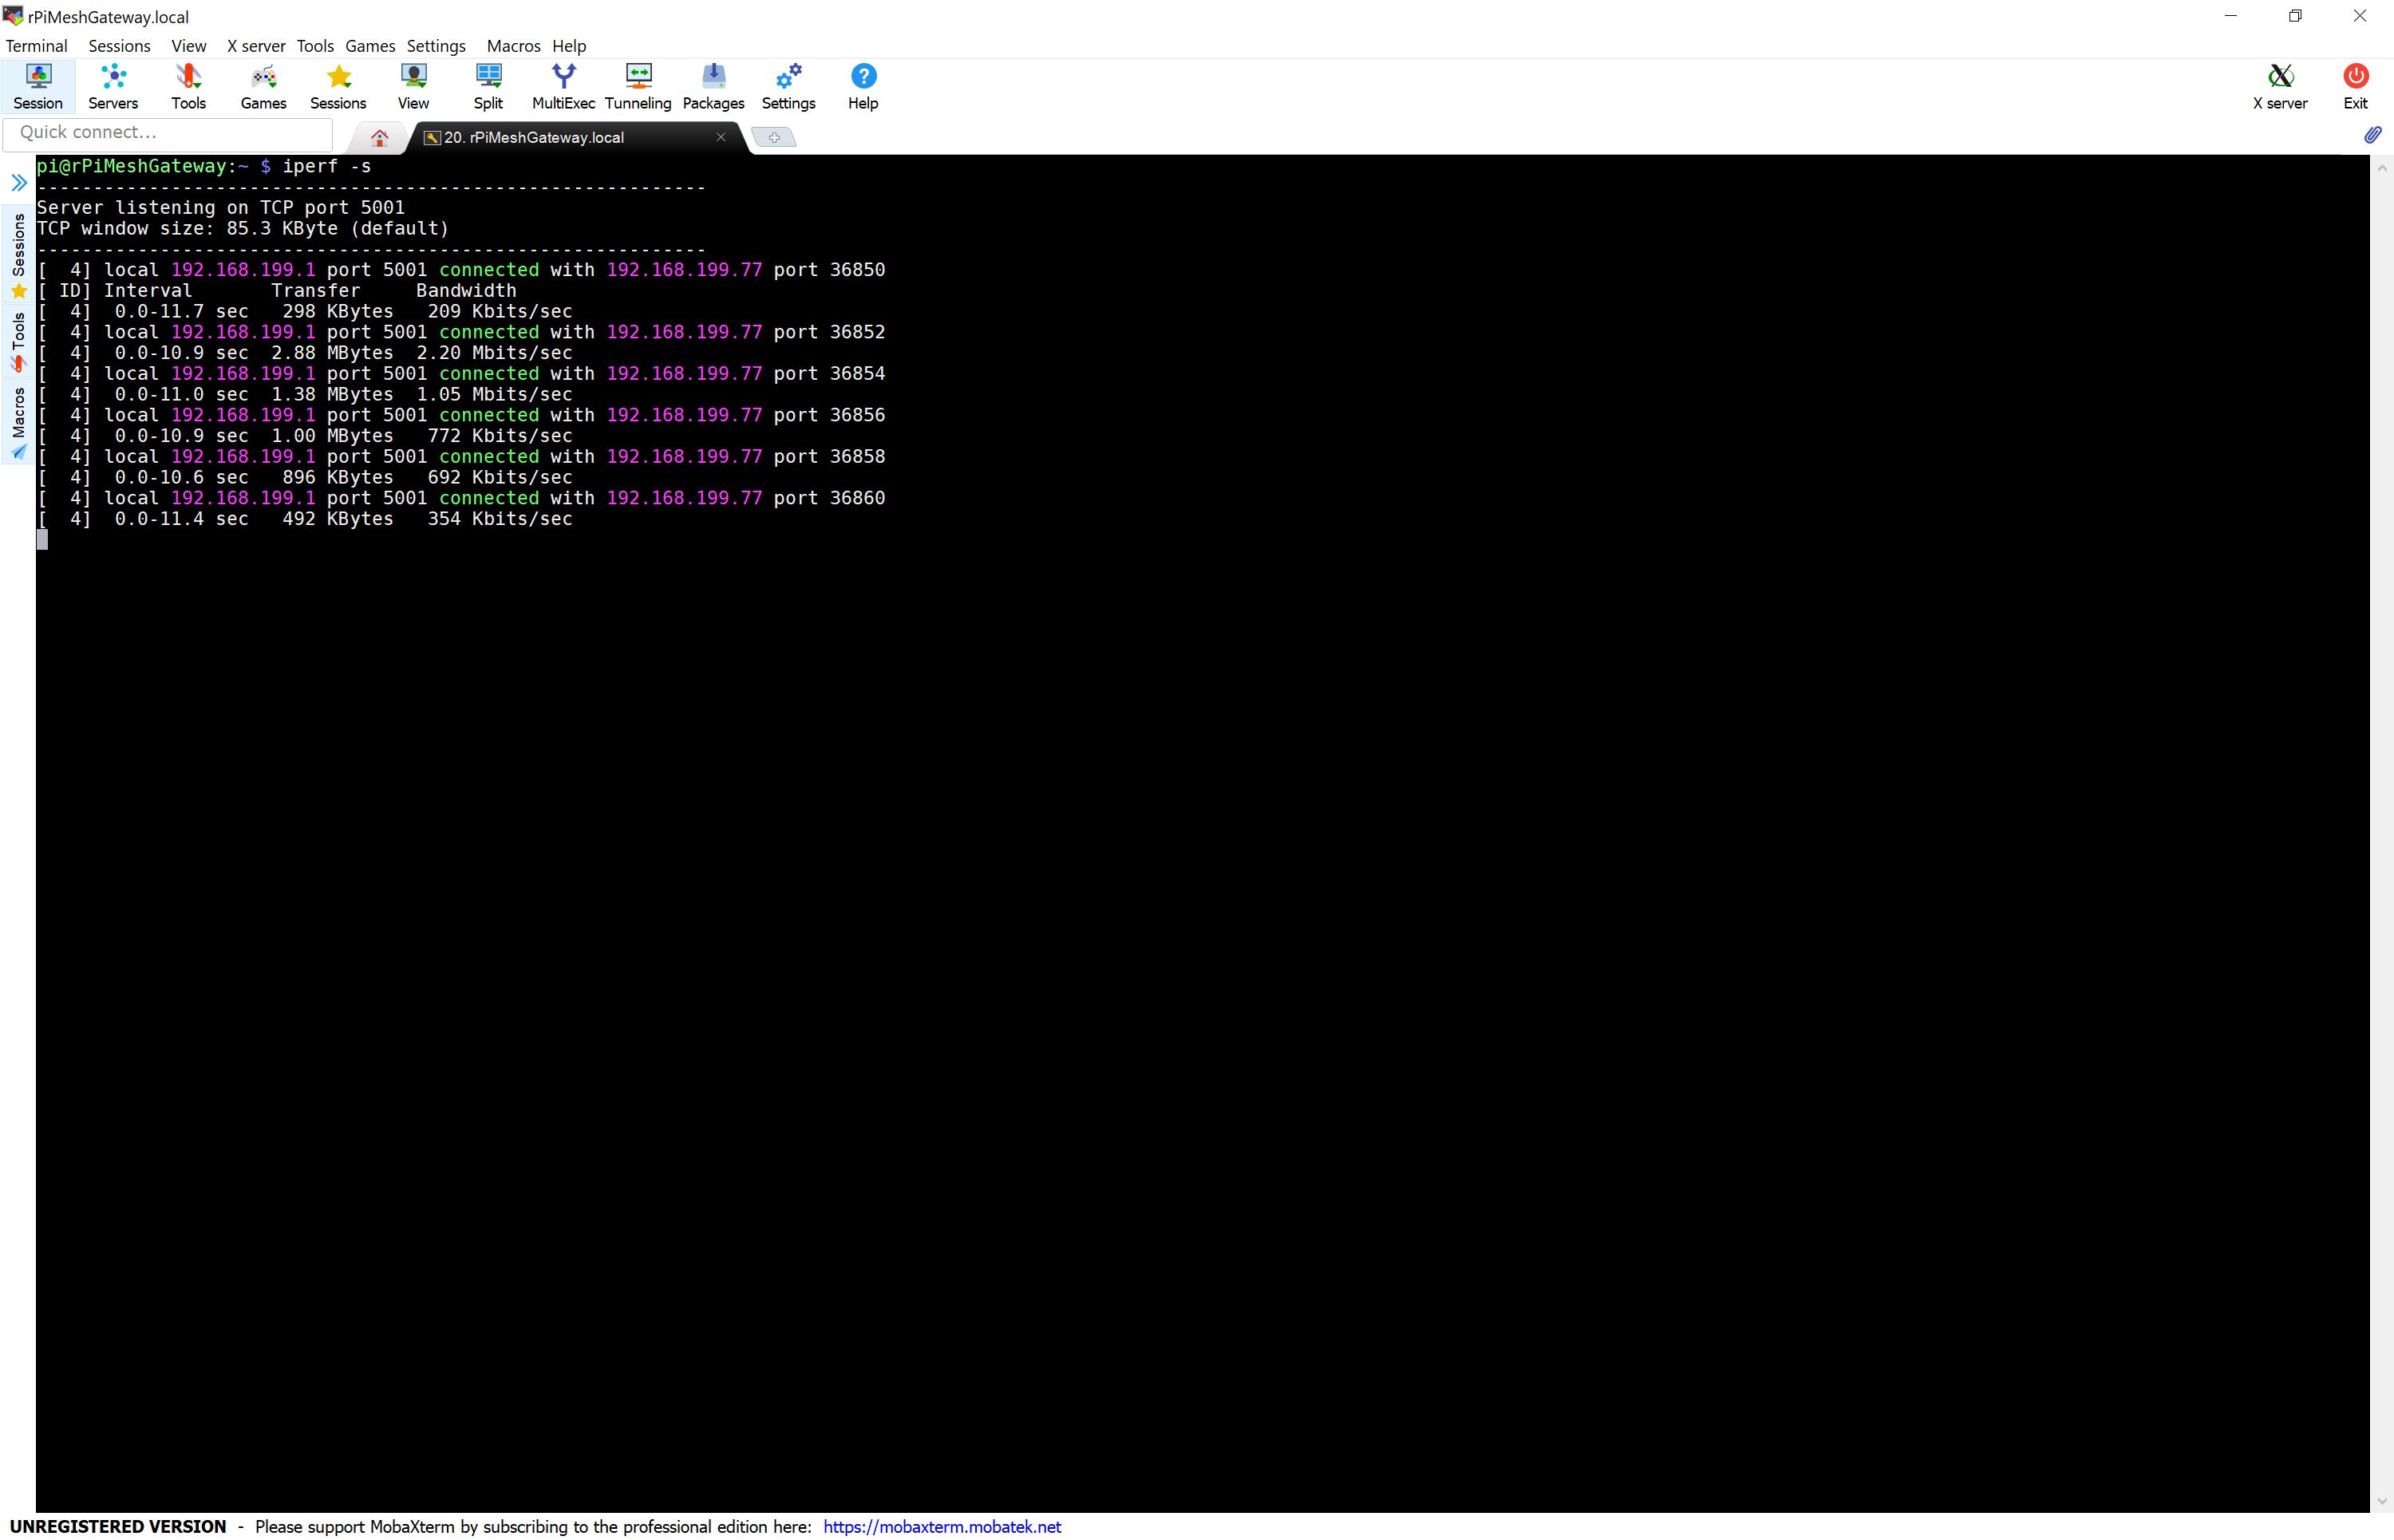 rPiMeshGateway.local
Terminal Sessions View X server Tools Games Settings Macros Help
Session Servers Tools Games Sessions View Split MultiExec Tunneling Packages Settings Help X server Exit
Quick connect...
20. rPiMeshGateway.local
Sessions
Tools
Macros
pi@rPiMeshGateway:~ $ iperf -s
------------------------------------------------------------
Server listening on TCP port 5001
TCP window size: 85.3 KByte (default)
------------------------------------------------------------
[  4] local 192.168.199.1 port 5001 connected with 192.168.199.77 port 36850
[ ID] Interval       Transfer     Bandwidth
[  4]  0.0-11.7 sec   298 KBytes   209 Kbits/sec
[  4] local 192.168.199.1 port 5001 connected with 192.168.199.77 port 36852
[  4]  0.0-10.9 sec  2.88 MBytes  2.20 Mbits/sec
[  4] local 192.168.199.1 port 5001 connected with 192.168.199.77 port 36854
[  4]  0.0-11.0 sec  1.38 MBytes  1.05 Mbits/sec
[  4] local 192.168.199.1 port 5001 connected with 192.168.199.77 port 36856
[  4]  0.0-10.9 sec  1.00 MBytes   772 Kbits/sec
[  4] local 192.168.199.1 port 5001 connected with 192.168.199.77 port 36858
[  4]  0.0-10.6 sec   896 KBytes   692 Kbits/sec
[  4] local 192.168.199.1 port 5001 connected with 192.168.199.77 port 36860
[  4]  0.0-11.4 sec   492 KBytes   354 Kbits/sec
UNREGISTERED VERSION - Please support MobaXterm by subscribing to the professional edition here: https://mobaxterm.mobatek.net